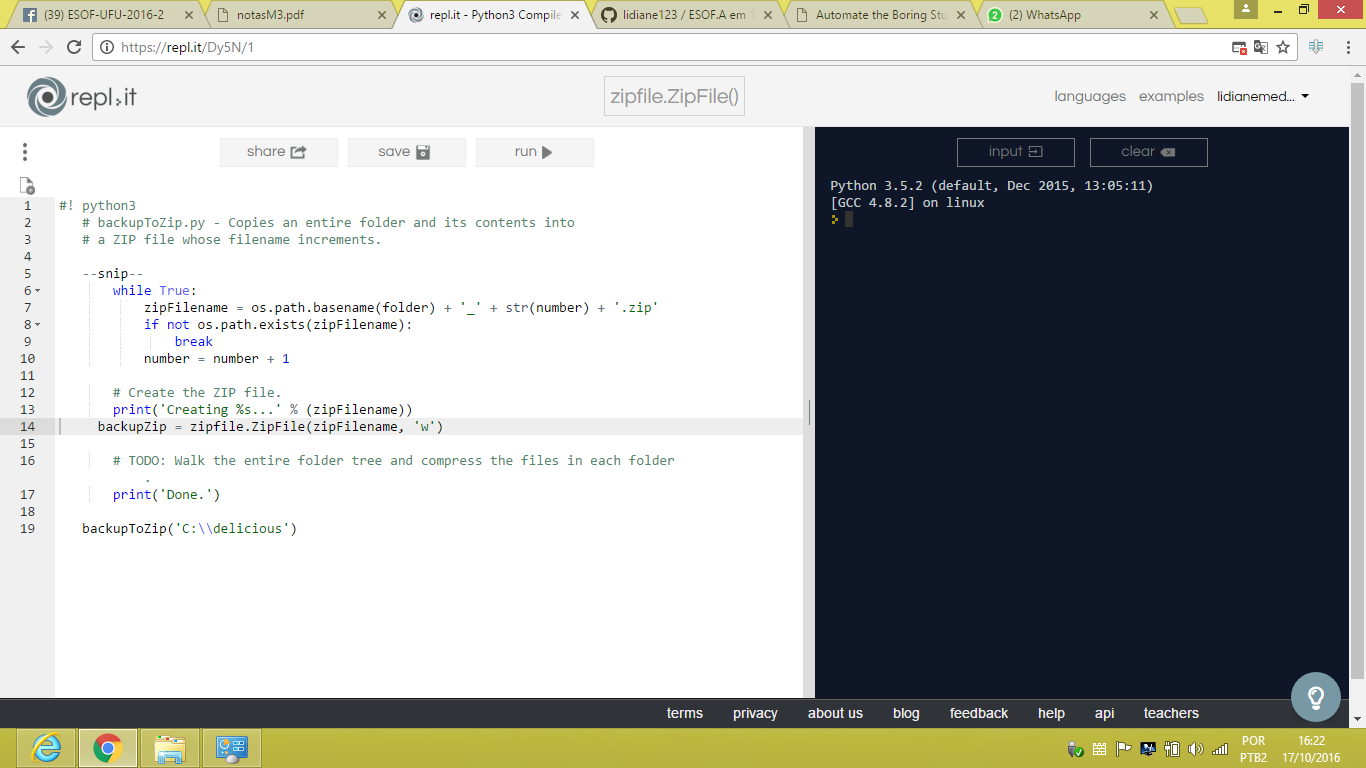 (39) ESOF-UFU-2016-2
notasM3.pdf
repl.it - Python3 Compile
lidiane123 / ESOF.A em
Automate the Boring Stu
(2) WhatsApp
https://repl.it/Dy5N/1
repl.it
zipfile.ZipFile()
languages examples lidianemed...
share save run
input clear
Python 3.5.2 (default, Dec 2015, 13:05:11)
[GCC 4.8.2] on linux
1 #! python3
2 # backupToZip.py - Copies an entire folder and its contents into
3 # a ZIP file whose filename increments.
4
5 --snip--
6 while True:
7 zipFilename = os.path.basename(folder) + '_' + str(number) + '.zip'
8 if not os.path.exists(zipFilename):
9 break
10 number = number + 1
11
12 # Create the ZIP file.
13 print('Creating %s...' % (zipFilename))
14 backupZip = zipfile.ZipFile(zipFilename, 'w')
15
16 # TODO: Walk the entire folder tree and compress the files in each folder
.
17 print('Done.')
18
19 backupToZip('C:\\delicious')
terms privacy about us blog feedback help api teachers
POR 16:22
PTB2 17/10/2016